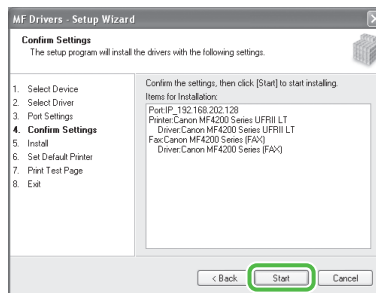 MF Drivers - Setup Wizard
Confirm Settings
The setup program will install the drivers with the following settings.
1. Select Device
2. Select Driver
3. Port Settings
4. Confirm Settings
5. Install
6. Set Default Printer
7. Print Test Page
8. Exit
Confirm the settings, then click [Start] to start installing.
Items for Installation:
Port:IP_192.168.202.128
Printer:Canon MF4200 Series UFRII LT
Driver:Canon MF4200 Series UFRII LT
Fax:Canon MF4200 Series (FAX)
Driver:Canon MF4200 Series (FAX)
< Back
Start
Cancel